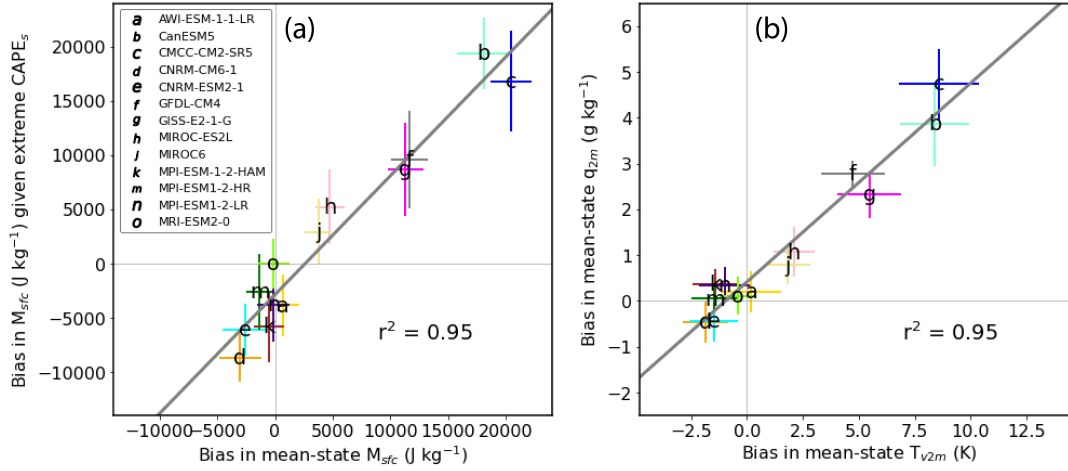 (a)
a AWI-ESM-1-1-LR
b CanESM5
c CMCC-CM2-SR5
d CNRM-CM6-1
e CNRM-ESM2-1
f GFDL-CM4
g GISS-E2-1-G
h MIROC-ES2L
j MIROC6
k MPI-ESM-1-2-HAM
m MPI-ESM1-2-HR
n MPI-ESM1-2-LR
o MRI-ESM2-0
Bias in M_sfc (J kg⁻¹) given extreme CAPE_s
20000
15000
10000
5000
0
−5000
−10000
b
c
f
g
h
j
o
m
n
a
k
e
d
r² = 0.95
−10000 −5000 0 5000 10000 15000 20000
Bias in mean-state M_sfc (J kg⁻¹)
(b)
Bias in mean-state q_2m (g kg⁻¹)
6
5
4
3
2
1
0
−1
−2
c
b
f
g
h
j
k
n
a
m
o
d
e
r² = 0.95
−2.5 0.0 2.5 5.0 7.5 10.0 12.5
Bias in mean-state T_v2m (K)